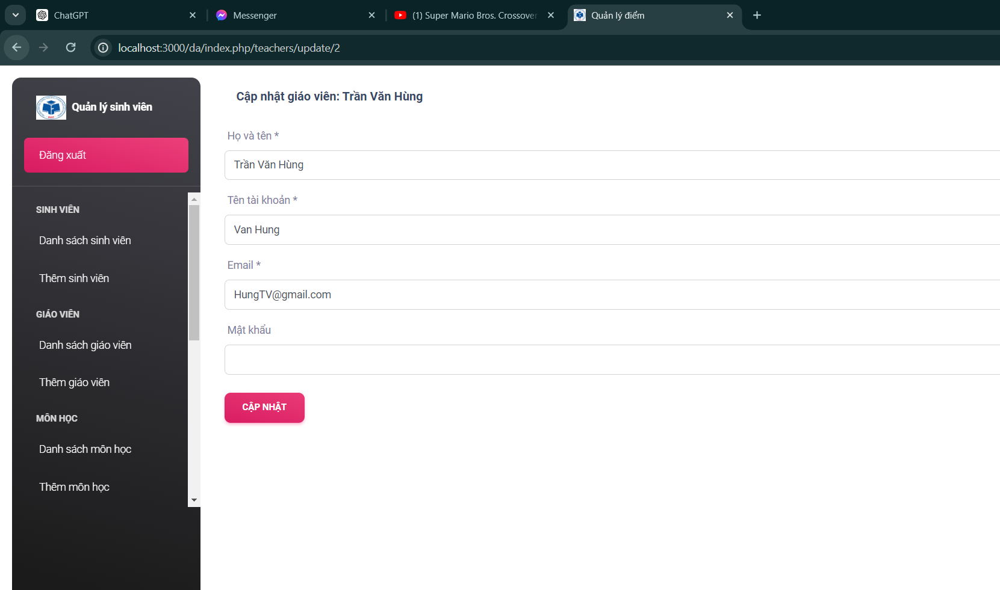 ChatGPT
Messenger
(1) Super Mario Bros. Crossover
Quản lý điểm
localhost:3000/da/index.php/teachers/update/2
Quản lý sinh viên
Đăng xuất
SINH VIÊN
Danh sách sinh viên
Thêm sinh viên
GIÁO VIÊN
Danh sách giáo viên
Thêm giáo viên
MÔN HỌC
Danh sách môn học
Thêm môn học
Cập nhật giáo viên: Trần Văn Hùng
Họ và tên *
Trần Văn Hùng
Tên tài khoản *
Van Hung
Email *
HungTV@gmail.com
Mật khẩu
CẬP NHẬT